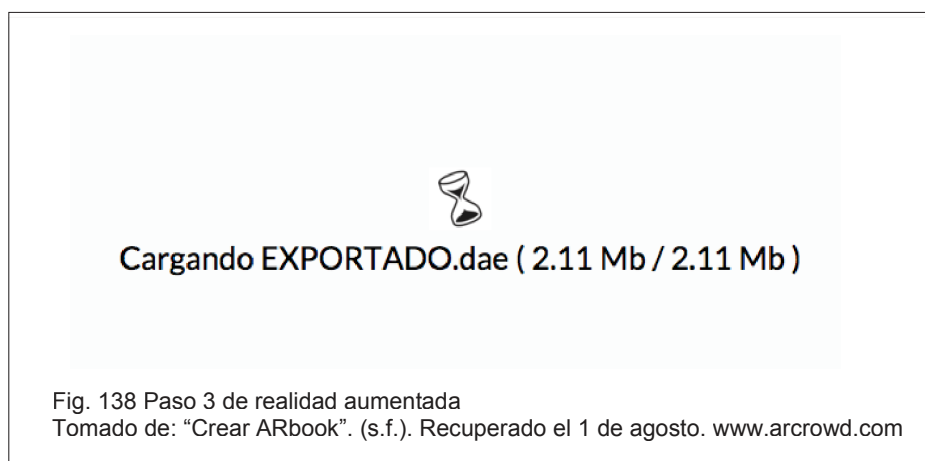 Cargando EXPORTADO.dae ( 2.11 Mb / 2.11 Mb )
Fig. 138 Paso 3 de realidad aumentada
Tomado de: “Crear ARbook”. (s.f.). Recuperado el 1 de agosto. www.arcrowd.com